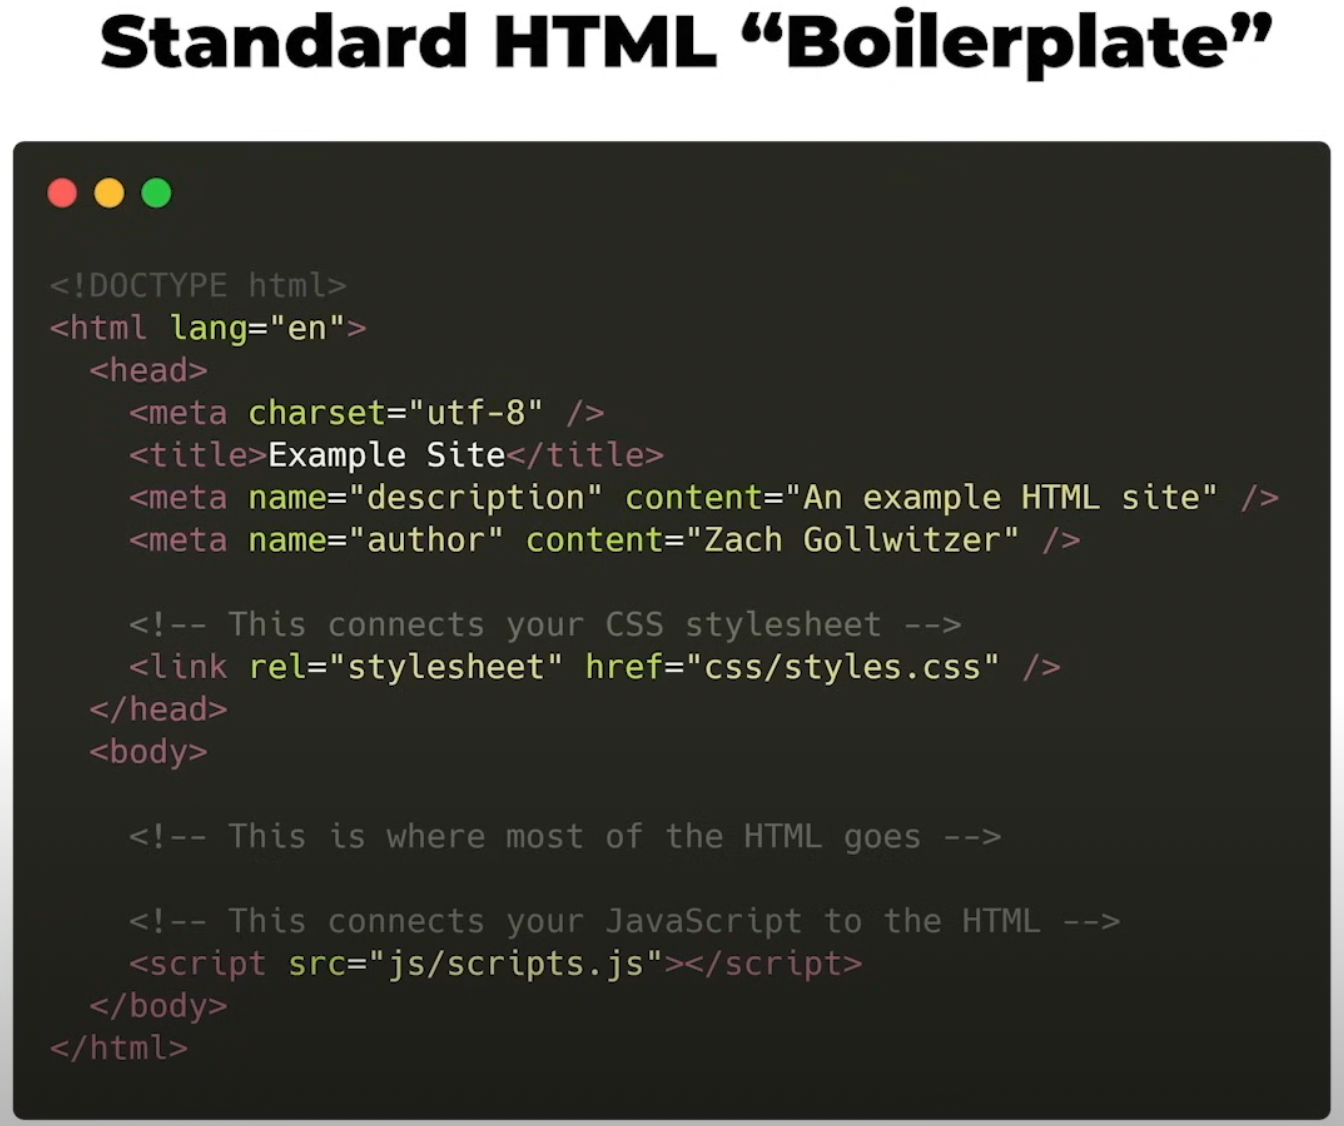 Standard HTML “Boilerplate”
<!DOCTYPE html>
<html lang="en">
<head>
<meta charset="utf-8" />
<title>Example Site</title>
<meta name="description" content="An example HTML site" />
<meta name="author" content="Zach Gollwitzer" />
<!-- This connects your CSS stylesheet -->
<link rel="stylesheet" href="css/styles.css" />
</head>
<body>
<!-- This is where most of the HTML goes -->
<!-- This connects your JavaScript to the HTML -->
<script src="js/scripts.js"></script>
</body>
</html>